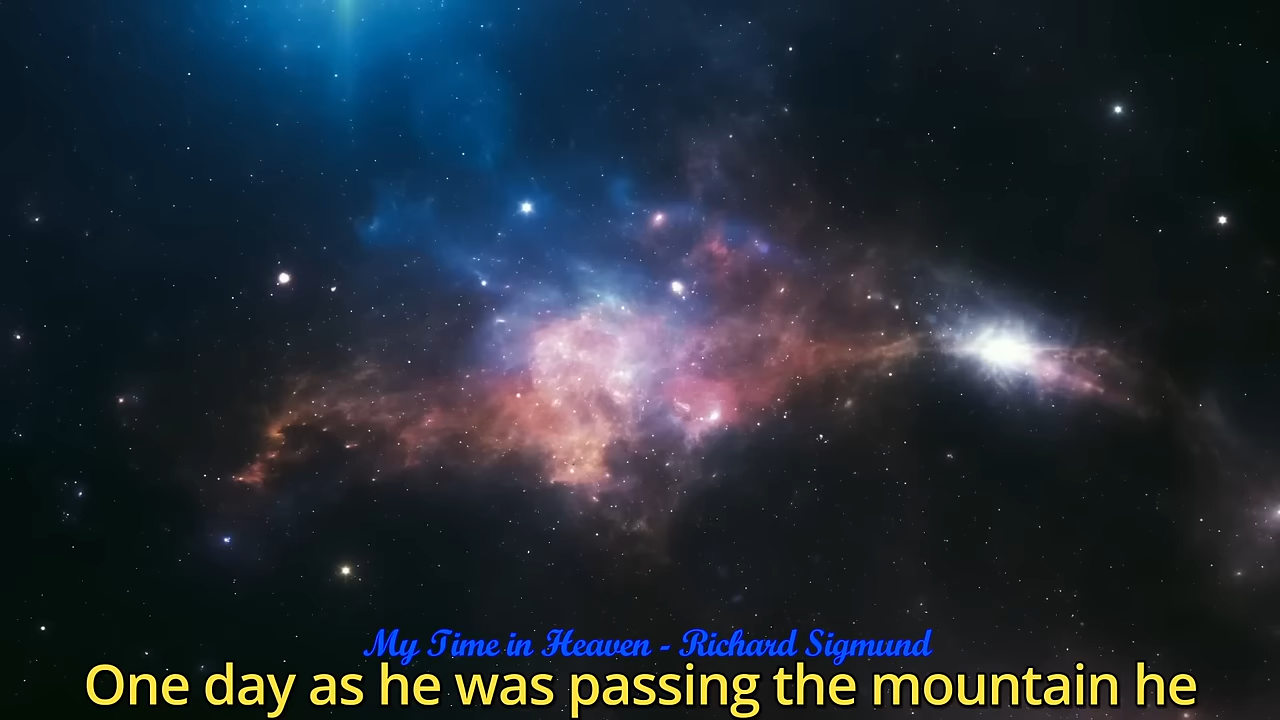 My Time in Heaven - Richard Sigmund
One day as he was passing the mountain he